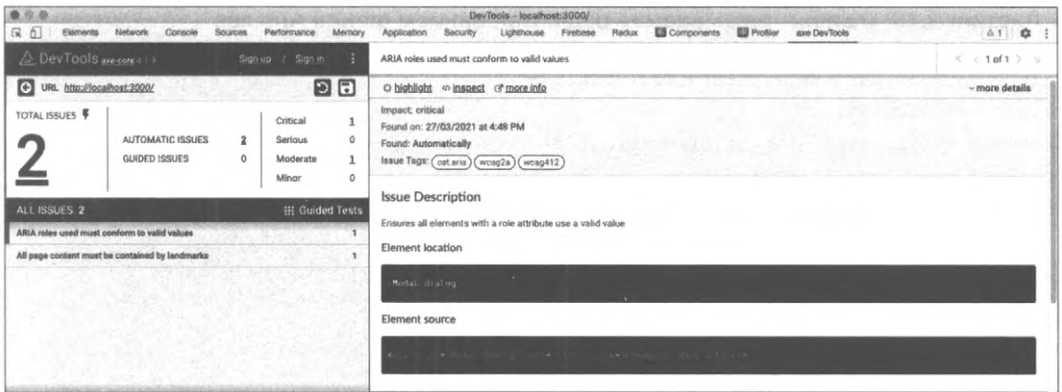 DevTools - localhost:3000/
Elements Network Console Sources Performance Memory Application Security Lighthouse Firebase Redux Components Profiler axe DevTools 1
DevTools axe-core Sign up / Sign in
URL http://localhost:3000/
TOTAL ISSUES
2
AUTOMATIC ISSUES 2
GUIDED ISSUES 0
Critical 1
Serious 0
Moderate 1
Minor 0
ALL ISSUES 2 Guided Tests
ARIA roles used must conform to valid values 1
All page content must be contained by landmarks 1
ARIA roles used must conform to valid values
< < 1 of 1 >
highlight </> inspect more info more details
Impact: critical
Found on: 27/03/2021 at 4:48 PM
Found: Automatically
Issue Tags: cat.aria wcag2a wcag412
Issue Description
Ensures all elements with a role attribute use a valid value
Element location
Modal dialog
Element source